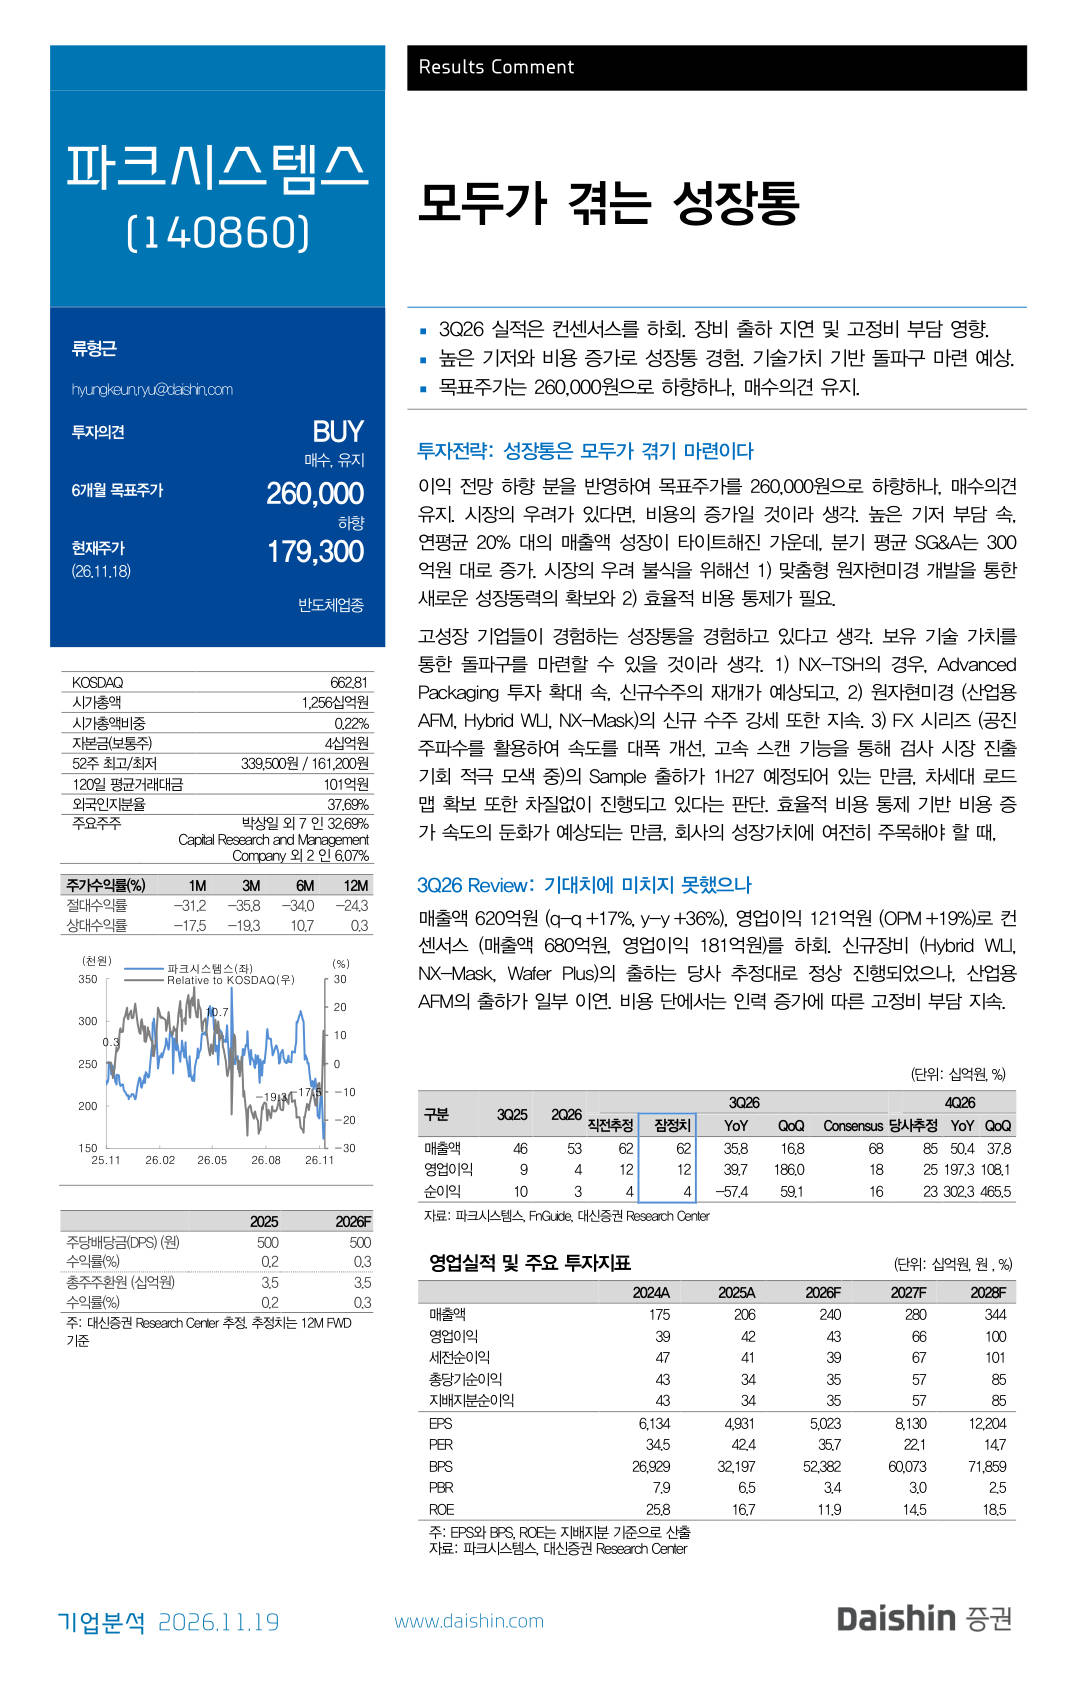 Results Comment
파크시스템스
(140860)
모두가 겪는 성장통
류형근
hyungkeun.ryu@daishin.com
투자의견
BUY
매수, 유지
6개월 목표주가
260,000
하향
현재주가
179,300
(26.11.18)
반도체업종
▪ 3Q26 실적은 컨센서스를 하회. 장비 출하 지연 및 고정비 부담 영향.
▪ 높은 기저와 비용 증가로 성장통 경험. 기술가치 기반 돌파구 마련 예상.
▪ 목표주가는 260,000원으로 하향하나, 매수의견 유지.
KOSDAQ 662.81
시가총액 1,256십억원
시가총액비중 0.22%
자본금(보통주) 4십억원
52주 최고/최저 339,500원 / 161,200원
120일 평균거래대금 101억원
외국인지분율 37.69%
주요주주 박상일 외 7 인 32.69%
Capital Research and Management
Company 외 2 인 6.07%
주가수익률(%) 1M 3M 6M 12M
절대수익률 -31.2 -35.8 -34.0 -24.3
상대수익률 -17.5 -19.3 10.7 0.3
(천원) (%)
파크시스템스(좌)
Relative to KOSDAQ(우)
350 30
20
300 10.7
0.3 10
250 0
-19.3 -17.5 -10
200
-20
150 -30
25.11 26.02 26.05 26.08 26.11
2025 2026F
주당배당금(DPS) (원) 500 500
수익률(%) 0.2 0.3
총주주환원 (십억원) 3.5 3.5
수익률(%) 0.2 0.3
주: 대신증권 Research Center 추정. 추정치는 12M FWD
기준
투자전략: 성장통은 모두가 겪기 마련이다
이익 전망 하향 분을 반영하여 목표주가를 260,000원으로 하향하나, 매수의견
유지. 시장의 우려가 있다면, 비용의 증가일 것이라 생각. 높은 기저 부담 속,
연평균 20% 대의 매출액 성장이 타이트해진 가운데, 분기 평균 SG&A는 300
억원 대로 증가. 시장의 우려 불식을 위해선 1) 맞춤형 원자현미경 개발을 통한
새로운 성장동력의 확보와 2) 효율적 비용 통제가 필요.
고성장 기업들이 경험하는 성장통을 경험하고 있다고 생각. 보유 기술 가치를
통한 돌파구를 마련할 수 있을 것이라 생각. 1) NX-TSH의 경우, Advanced
Packaging 투자 확대 속, 신규수주의 재개가 예상되고, 2) 원자현미경 (산업용
AFM, Hybrid WLI, NX-Mask)의 신규 수주 강세 또한 지속. 3) FX 시리즈 (공진
주파수를 활용하여 속도를 대폭 개선, 고속 스캔 기능을 통해 검사 시장 진출
기회 적극 모색 중)의 Sample 출하가 1H27 예정되어 있는 만큼, 차세대 로드
맵 확보 또한 차질없이 진행되고 있다는 판단. 효율적 비용 통제 기반 비용 증
가 속도의 둔화가 예상되는 만큼, 회사의 성장가치에 여전히 주목해야 할 때,
3Q26 Review: 기대치에 미치지 못했으나
매출액 620억원 (q-q +17%, y-y +36%), 영업이익 121억원 (OPM +19%)로 컨
센서스 (매출액 680억원, 영업이익 181억원)를 하회. 신규장비 (Hybrid WLI,
NX-Mask, Wafer Plus)의 출하는 당사 추정대로 정상 진행되었으나, 산업용
AFM의 출하가 일부 이연. 비용 단에서는 인력 증가에 따른 고정비 부담 지속.
(단위: 십억원, %)
구분 3Q25 2Q26 3Q26 4Q26
직전추정 잠정치 YoY QoQ Consensus 당사추정 YoY QoQ
매출액 46 53 62 62 35.8 16.8 68 85 50.4 37.8
영업이익 9 4 12 12 39.7 186.0 18 25 197.3 108.1
순이익 10 3 4 4 -57.4 59.1 16 23 302.3 465.5
자료: 파크시스템스, FnGuide, 대신증권 Research Center
영업실적 및 주요 투자지표 (단위: 십억원, 원 , %)
2024A 2025A 2026F 2027F 2028F
매출액 175 206 240 280 344
영업이익 39 42 43 66 100
세전순이익 47 41 39 67 101
총당기순이익 43 34 35 57 85
지배지분순이익 43 34 35 57 85
EPS 6,134 4,931 5,023 8,130 12,204
PER 34.5 42.4 35.7 22.1 14.7
BPS 26,929 32,197 52,382 60,073 71,859
PBR 7.9 6.5 3.4 3.0 2.5
ROE 25.8 16.7 11.9 14.5 18.5
주: EPS와 BPS, ROE는 지배지분 기준으로 산출
자료: 파크시스템스, 대신증권 Research Center
기업분석 2026.11.19
www.daishin.com
Daishin 증권